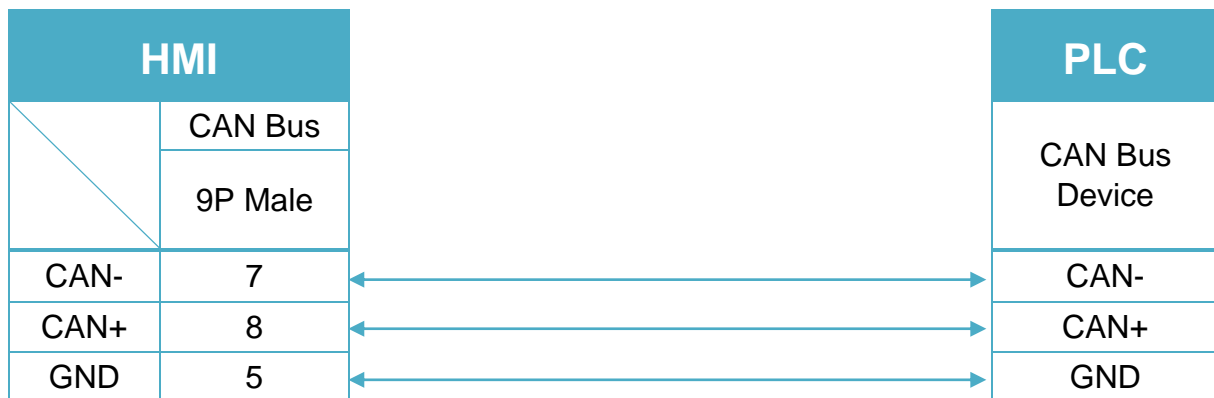 HMI
PLC
CAN Bus
9P Male
CAN Bus
Device
CAN- 7 CAN-
CAN+ 8 CAN+
GND 5 GND